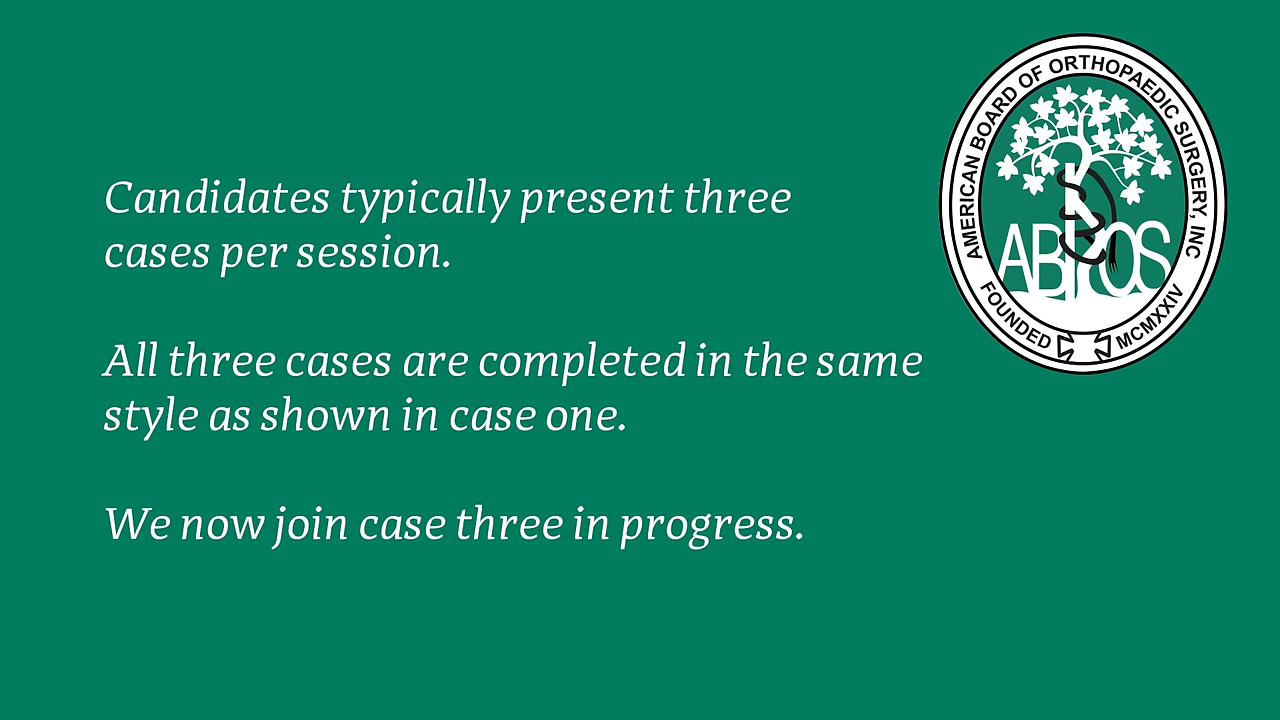 Candidates typically present three
cases per session.
All three cases are completed in the same
style as shown in case one.
We now join case three in progress.
AMERICAN BOARD OF ORTHOPAEDIC SURGERY, INC
ABOS
FOUNDED MCMXXIV